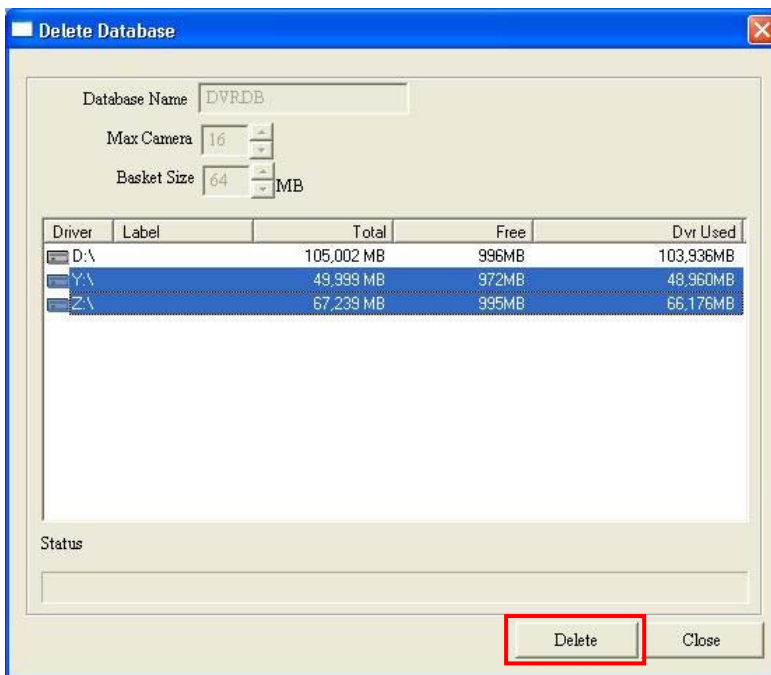 Delete Database
Database Name DVRDB
Max Camera 16
Basket Size 64 MB
Driver Label Total Free Dvr Used
D:\ 105,002 MB 996MB 103,936MB
Y:\ 49,999 MB 972MB 48,960MB
Z:\ 67,239 MB 995MB 66,176MB
Status
Delete Close